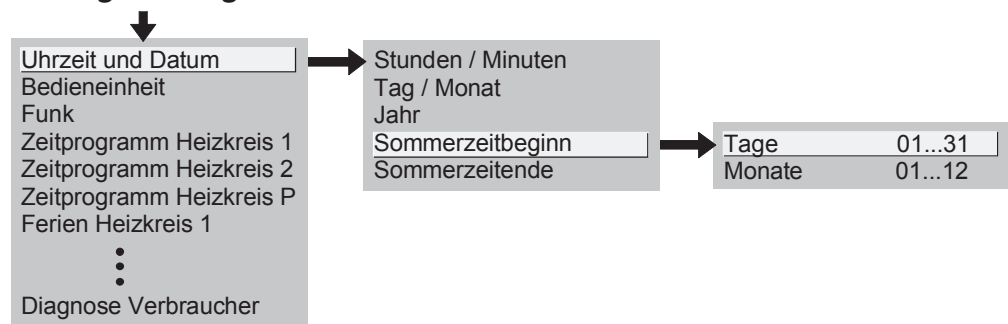 Uhrzeit und Datum
Bedieneinheit
Funk
Zeitprogramm Heizkreis 1
Zeitprogramm Heizkreis 2
Zeitprogramm Heizkreis P
Ferien Heizkreis 1
Diagnose Verbraucher
Stunden / Minuten
Tag / Monat
Jahr
Sommerzeitbeginn
Sommerzeitende
Tage 01...31
Monate 01...12